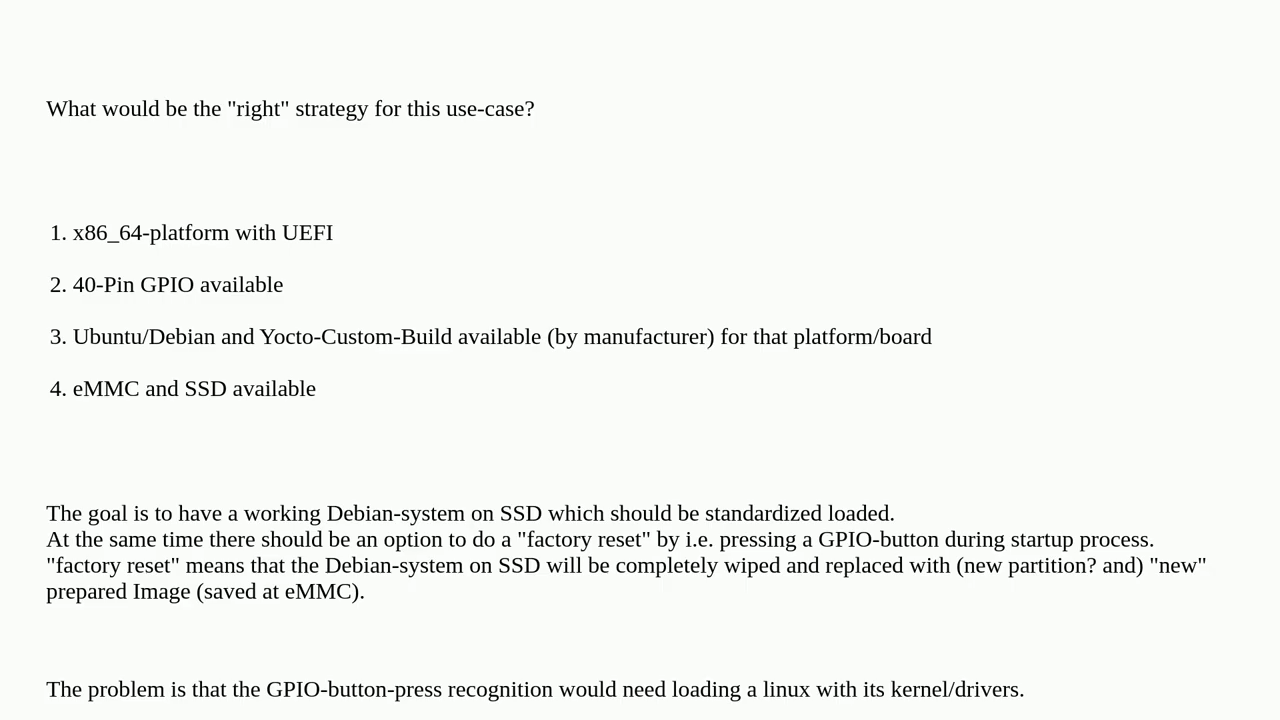 What would be the "right" strategy for this use-case?
1. x86_64-platform with UEFI
2. 40-Pin GPIO available
3. Ubuntu/Debian and Yocto-Custom-Build available (by manufacturer) for that platform/board
4. eMMC and SSD available
The goal is to have a working Debian-system on SSD which should be standardized loaded.
At the same time there should be an option to do a "factory reset" by i.e. pressing a GPIO-button during startup process.
"factory reset" means that the Debian-system on SSD will be completely wiped and replaced with (new partition? and) "new"
prepared Image (saved at eMMC).
The problem is that the GPIO-button-press recognition would need loading a linux with its kernel/drivers.